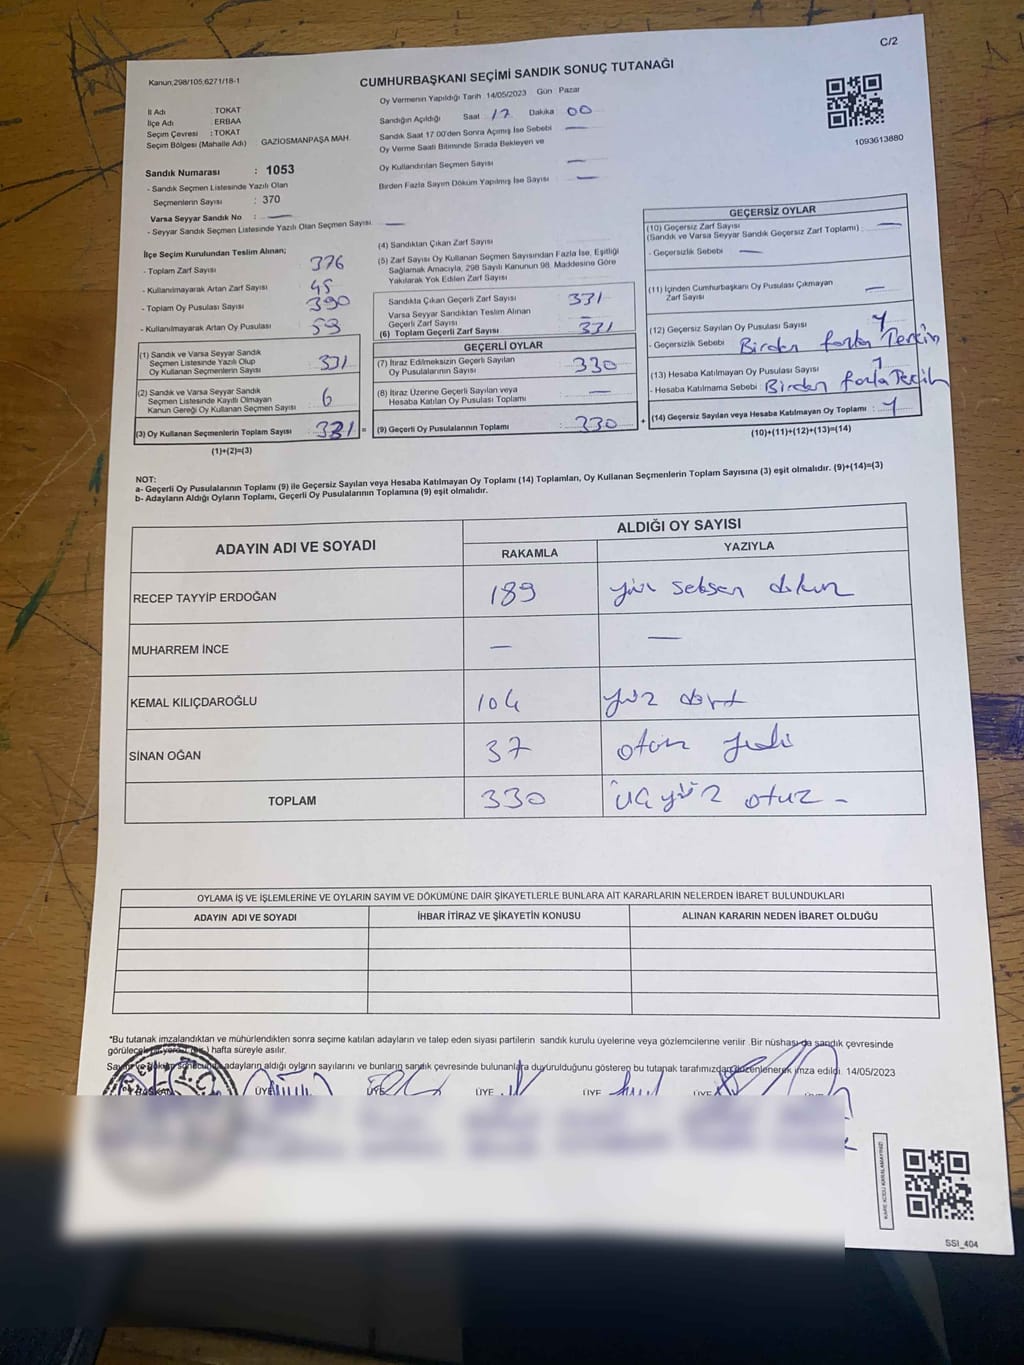 C/2
Kanun;298/105,6271/18-1
CUMHURBAŞKANI SEÇİMİ SANDIK SONUÇ TUTANAĞI
İl Adı : TOKAT
İlçe Adı : ERBAA
Seçim Çevresi : TOKAT
Seçim Bölgesi (Mahalle Adı) GAZİOSMANPAŞA MAH.
Sandık Numarası : 1053
- Sandık Seçmen Listesinde Yazılı Olan
Seçmenlerin Sayısı : 370
Varsa Seyyar Sandık No : —
- Seyyar Sandık Seçmen Listesinde Yazılı Olan Seçmen Sayısı —
Oy Vermenin Yapıldığı Tarih 14/05/2023 Gün Pazar
Sandığın Açıldığı Saat 17 Dakika 00
Sandık Saat 17:00'den Sonra Açımış İse Sebebi —
Oy Verme Saati Bitiminde Sırada Bekleyen ve
Oy Kullandırılan Seçmen Sayısı —
Birden Fazla Sayım Döküm Yapılmış İse Sayısı —
1093613880
İlçe Seçim Kurulundan Teslim Alınan;
- Toplam Zarf Sayısı 376
- Kullanılmayarak Artan Zarf Sayısı 45
- Toplam Oy Pusulası Sayısı 390
- Kullanılmayarak Artan Oy Pusulası 59
(1) Sandık ve Varsa Seyyar Sandık
Seçmen Listesinde Yazılı Olup
Oy Kullanan Seçmenlerin Sayısı 331
(2) Sandık ve Varsa Seyyar Sandık
Seçmen Listesinde Kayıtlı Olmayan
Kanun Gereği Oy Kullanan Seçmen Sayısı 6
(3) Oy Kullanan Seçmenlerin Toplam Sayısı : 331 =
(1)+(2)=(3)
(4) Sandıktan Çıkan Zarf Sayısı
(5) Zarf Sayısı Oy Kullanan Seçmen Sayısından Fazla İse, Eşitliği
Sağlamak Amacıyla, 298 Sayılı Kanunun 98. Maddesine Göre
Yakılarak Yok Edilen Zarf Sayısı
Sandıkta Çıkan Geçerli Zarf Sayısı 331
Varsa Seyyar Sandıktan Teslim Alınan
Geçerli Zarf Sayısı —
(6) Toplam Geçerli Zarf Sayısı 331
GEÇERLİ OYLAR
(7) İtiraz Edilmeksizin Geçerli Sayılan
Oy Pusulasının Sayısı 330
(8) İtiraz Üzerine Geçerli Sayılan veya
Hesaba Katılan Oy Pusulası Toplamı —
(9) Geçerli Oy Pusulalarının Toplamı : 330 +
GEÇERSİZ OYLAR
(10) Geçersiz Zarf Sayısı
(Sandık ve Varsa Seyyar Sandık Geçersiz Zarf Toplamı) : —
- Geçersizlik Sebebi —
(11) İçinden Cumhurbaşkanı Oy Pusulası Çıkmayan
Zarf Sayısı —
(12) Geçersiz Sayılan Oy Pusulası Sayısı 1
- Geçersizlik Sebebi Birden fazla Tercih
(13) Hesaba Katılmayan Oy Pusulası Sayısı 1
- Hesaba Katılmama Sebebi Birden fazla Tercih
(14) Geçersiz Sayılan veya Hesaba Katılmayan Oy Toplamı : 1
(10)+(11)+(12)+(13)=(14)
NOT:
a- Geçerli Oy Pusulalarının Toplamı (9) ile Geçersiz Sayılan veya Hesaba Katılmayan Oy Toplamı (14) Toplamları, Oy Kullanan Seçmenlerin Toplam Sayısına (3) eşit olmalıdır. (9)+(14)=(3)
b- Adayların Aldığı Oyların Toplamı, Geçerli Oy Pusulalarının Toplamına (9) eşit olmalıdır.
ADAYIN ADI VE SOYADI ALDIĞI OY SAYISI
RAKAMLA YAZIYLA
RECEP TAYYİP ERDOĞAN 189 yüz seksen dokuz
MUHARREM İNCE — —
KEMAL KILIÇDAROĞLU 104 yüz dört
SİNAN OĞAN 37 otuz yedi
TOPLAM 330 üç yüz otuz -
OYLAMA İŞ VE İŞLEMLERİNE VE OYLARIN SAYIM VE DÖKÜMÜNE DAİR ŞİKAYETLERLE BUNLARA AİT KARARLARIN NELERDEN İBARET BULUNDUKLARI
ADAYIN ADI VE SOYADI İHBAR İTİRAZ VE ŞİKAYETİN KONUSU ALINAN KARARIN NEDEN İBARET OLDUĞU
*Bu tutanak imzalandıktan ve mühürlendikten sonra seçime katılan adayların ve talep eden siyasi partilerin sandık kurulu üyelerine veya gözlemcilerine verilir. Bir nüshası da sandık çevresinde
görülecek bir yerde hafta süreyle asılır.
adayların aldığı oyların sayılarını ve bunların sandık çevresinde bulunanlara duyurulduğunu gösteren bu tutanak tarafımızdan düzenlenerek imza edildi. 14/05/2023
BAŞKAN ÜYE ÜYE ÜYE ÜYE ÜYE
KARE KODU KARALAMAYINIZ!
SSI_404